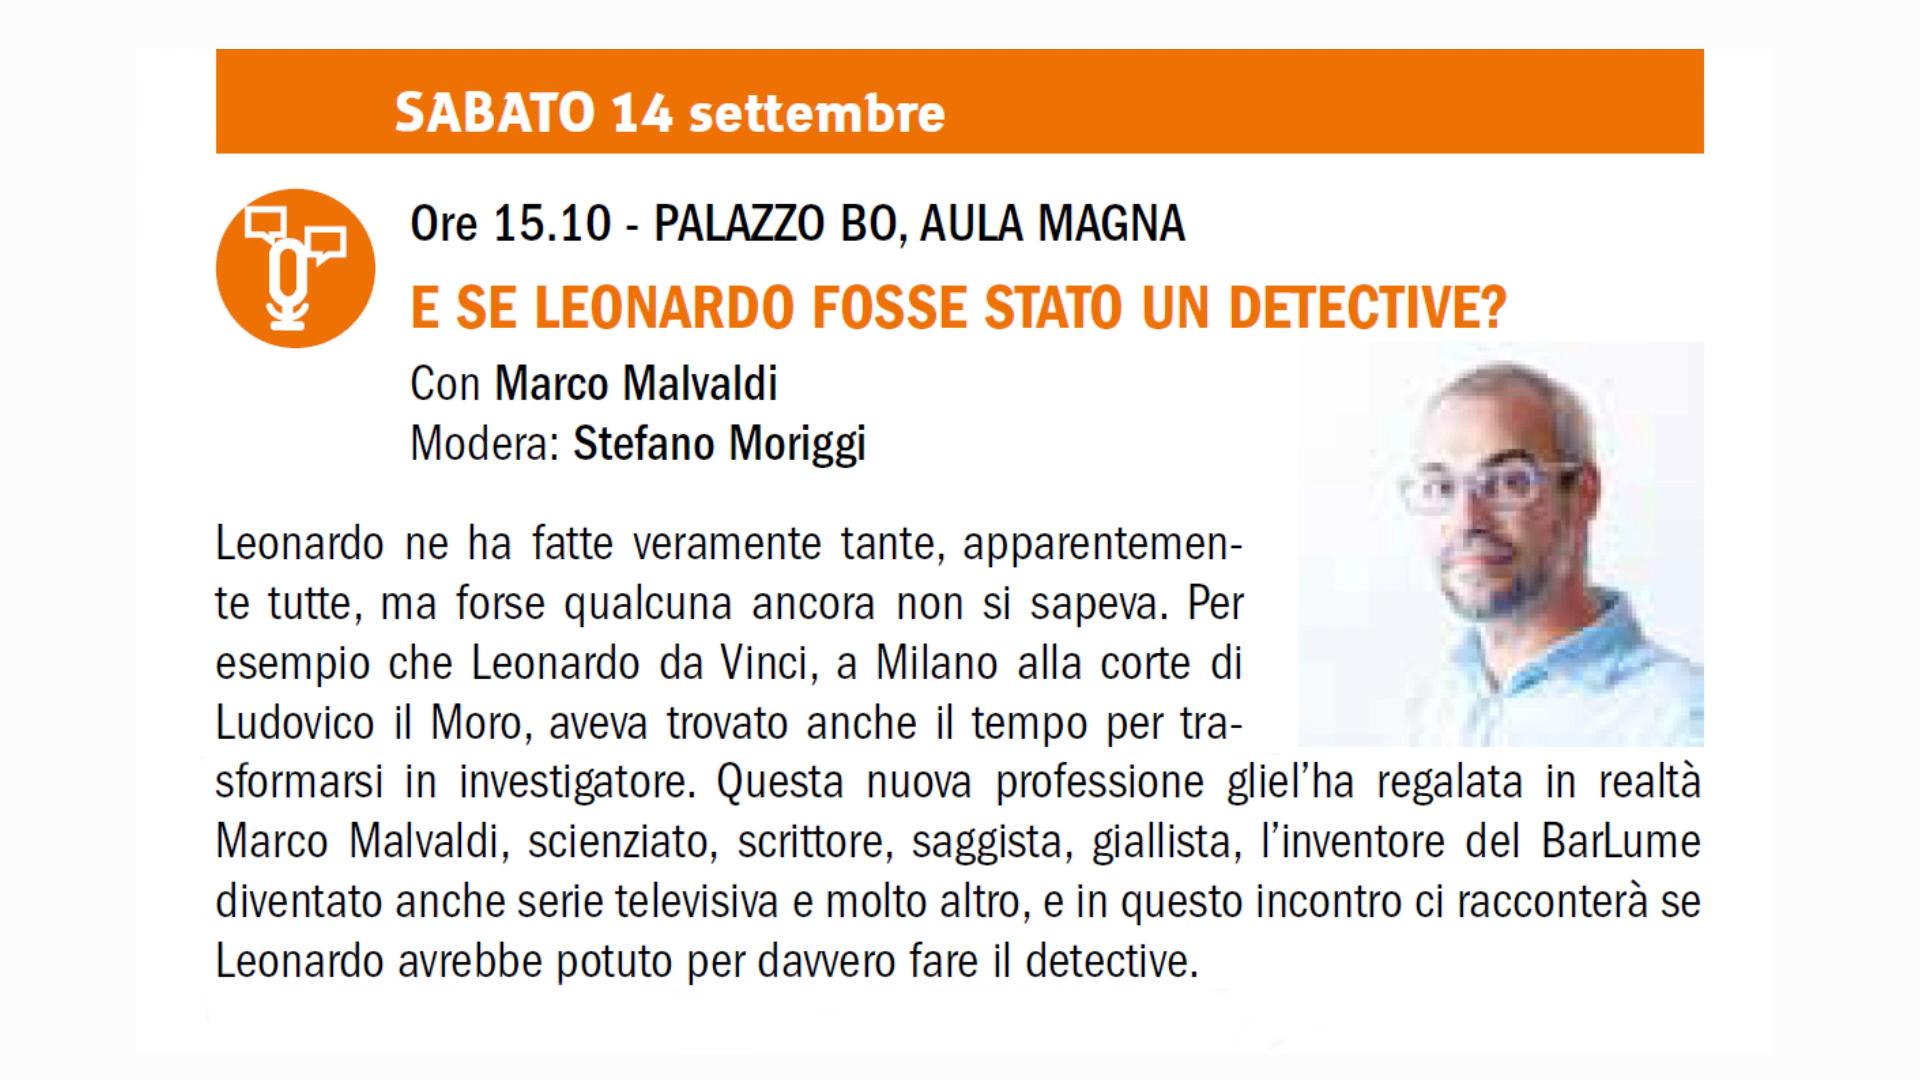 SABATO 14 settembre
Ore 15.10 - PALAZZO BO, AULA MAGNA
E SE LEONARDO FOSSE STATO UN DETECTIVE?
Con Marco Malvaldi
Modera: Stefano Moriggi
Leonardo ne ha fatte veramente tante, apparentemen-
te tutte, ma forse qualcuna ancora non si sapeva. Per
esempio che Leonardo da Vinci, a Milano alla corte di
Ludovico il Moro, aveva trovato anche il tempo per tra-
sformarsi in investigatore. Questa nuova professione gliel’ha regalata in realtà
Marco Malvaldi, scienziato, scrittore, saggista, giallista, l’inventore del BarLume
diventato anche serie televisiva e molto altro, e in questo incontro ci racconterà se
Leonardo avrebbe potuto per davvero fare il detective.